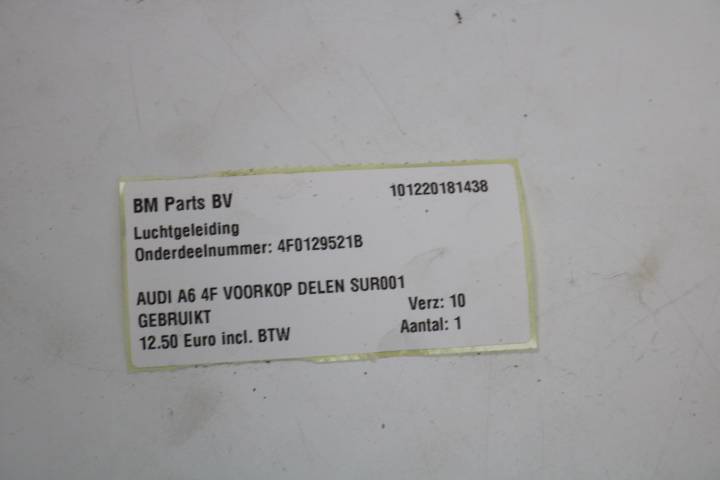 BM Parts BV 101220181438
Luchtgeleiding
Onderdeelnummer: 4F0129521B
AUDI A6 4F VOORKOP DELEN SUR001
GEBRUIKT Verz: 10
12.50 Euro incl. BTW Aantal: 1